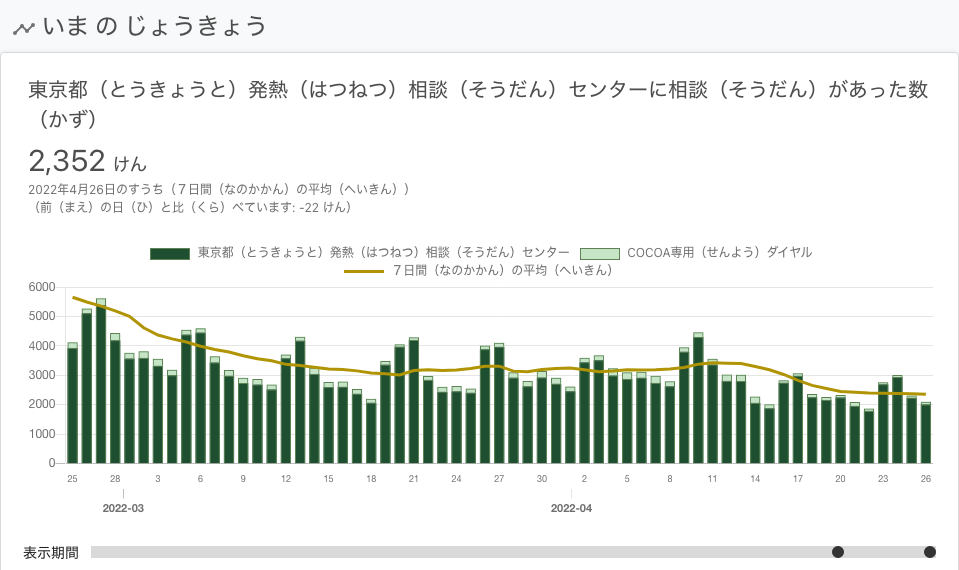 いま の じょうきょう
東京都（とうきょうと）発熱（はつねつ）相談（そうだん）センターに相談（そうだん）があった数
（かず）
2,352 けん
2022年4月26日のすうち（７日間（なのかかん）の平均（へいきん））
（前（まえ）の日（ひ）と比（くら）べています: -22 けん）
東京都（とうきょうと）発熱（はつねつ）相談（そうだん）センター COCOA専用（せんよう）ダイヤル
７日間（なのかかん）の平均（へいきん）
6000
5000
4000
3000
2000
1000
0
25 28 3 6 9 12 15 18 21 24 27 30 2 5 8 11 14 17 20 23 26
2022-03 2022-04
表示期間